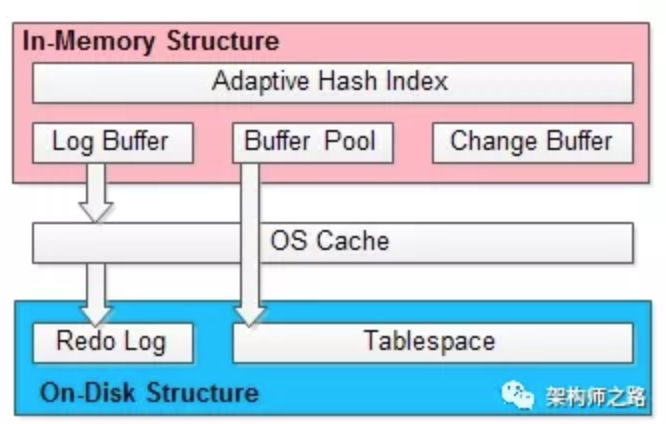 In-Memory Structure
Adaptive Hash Index
Log Buffer
Buffer Pool
Change Buffer
OS Cache
Redo Log
Tablespace
On-Disk Structure
架构师之路